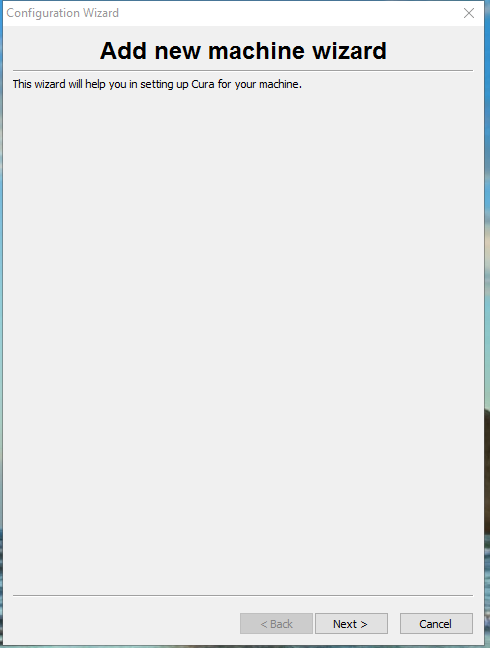 Configuration Wizard
Add new machine wizard
This wizard will help you in setting up Cura for your machine.
< Back
Next >
Cancel